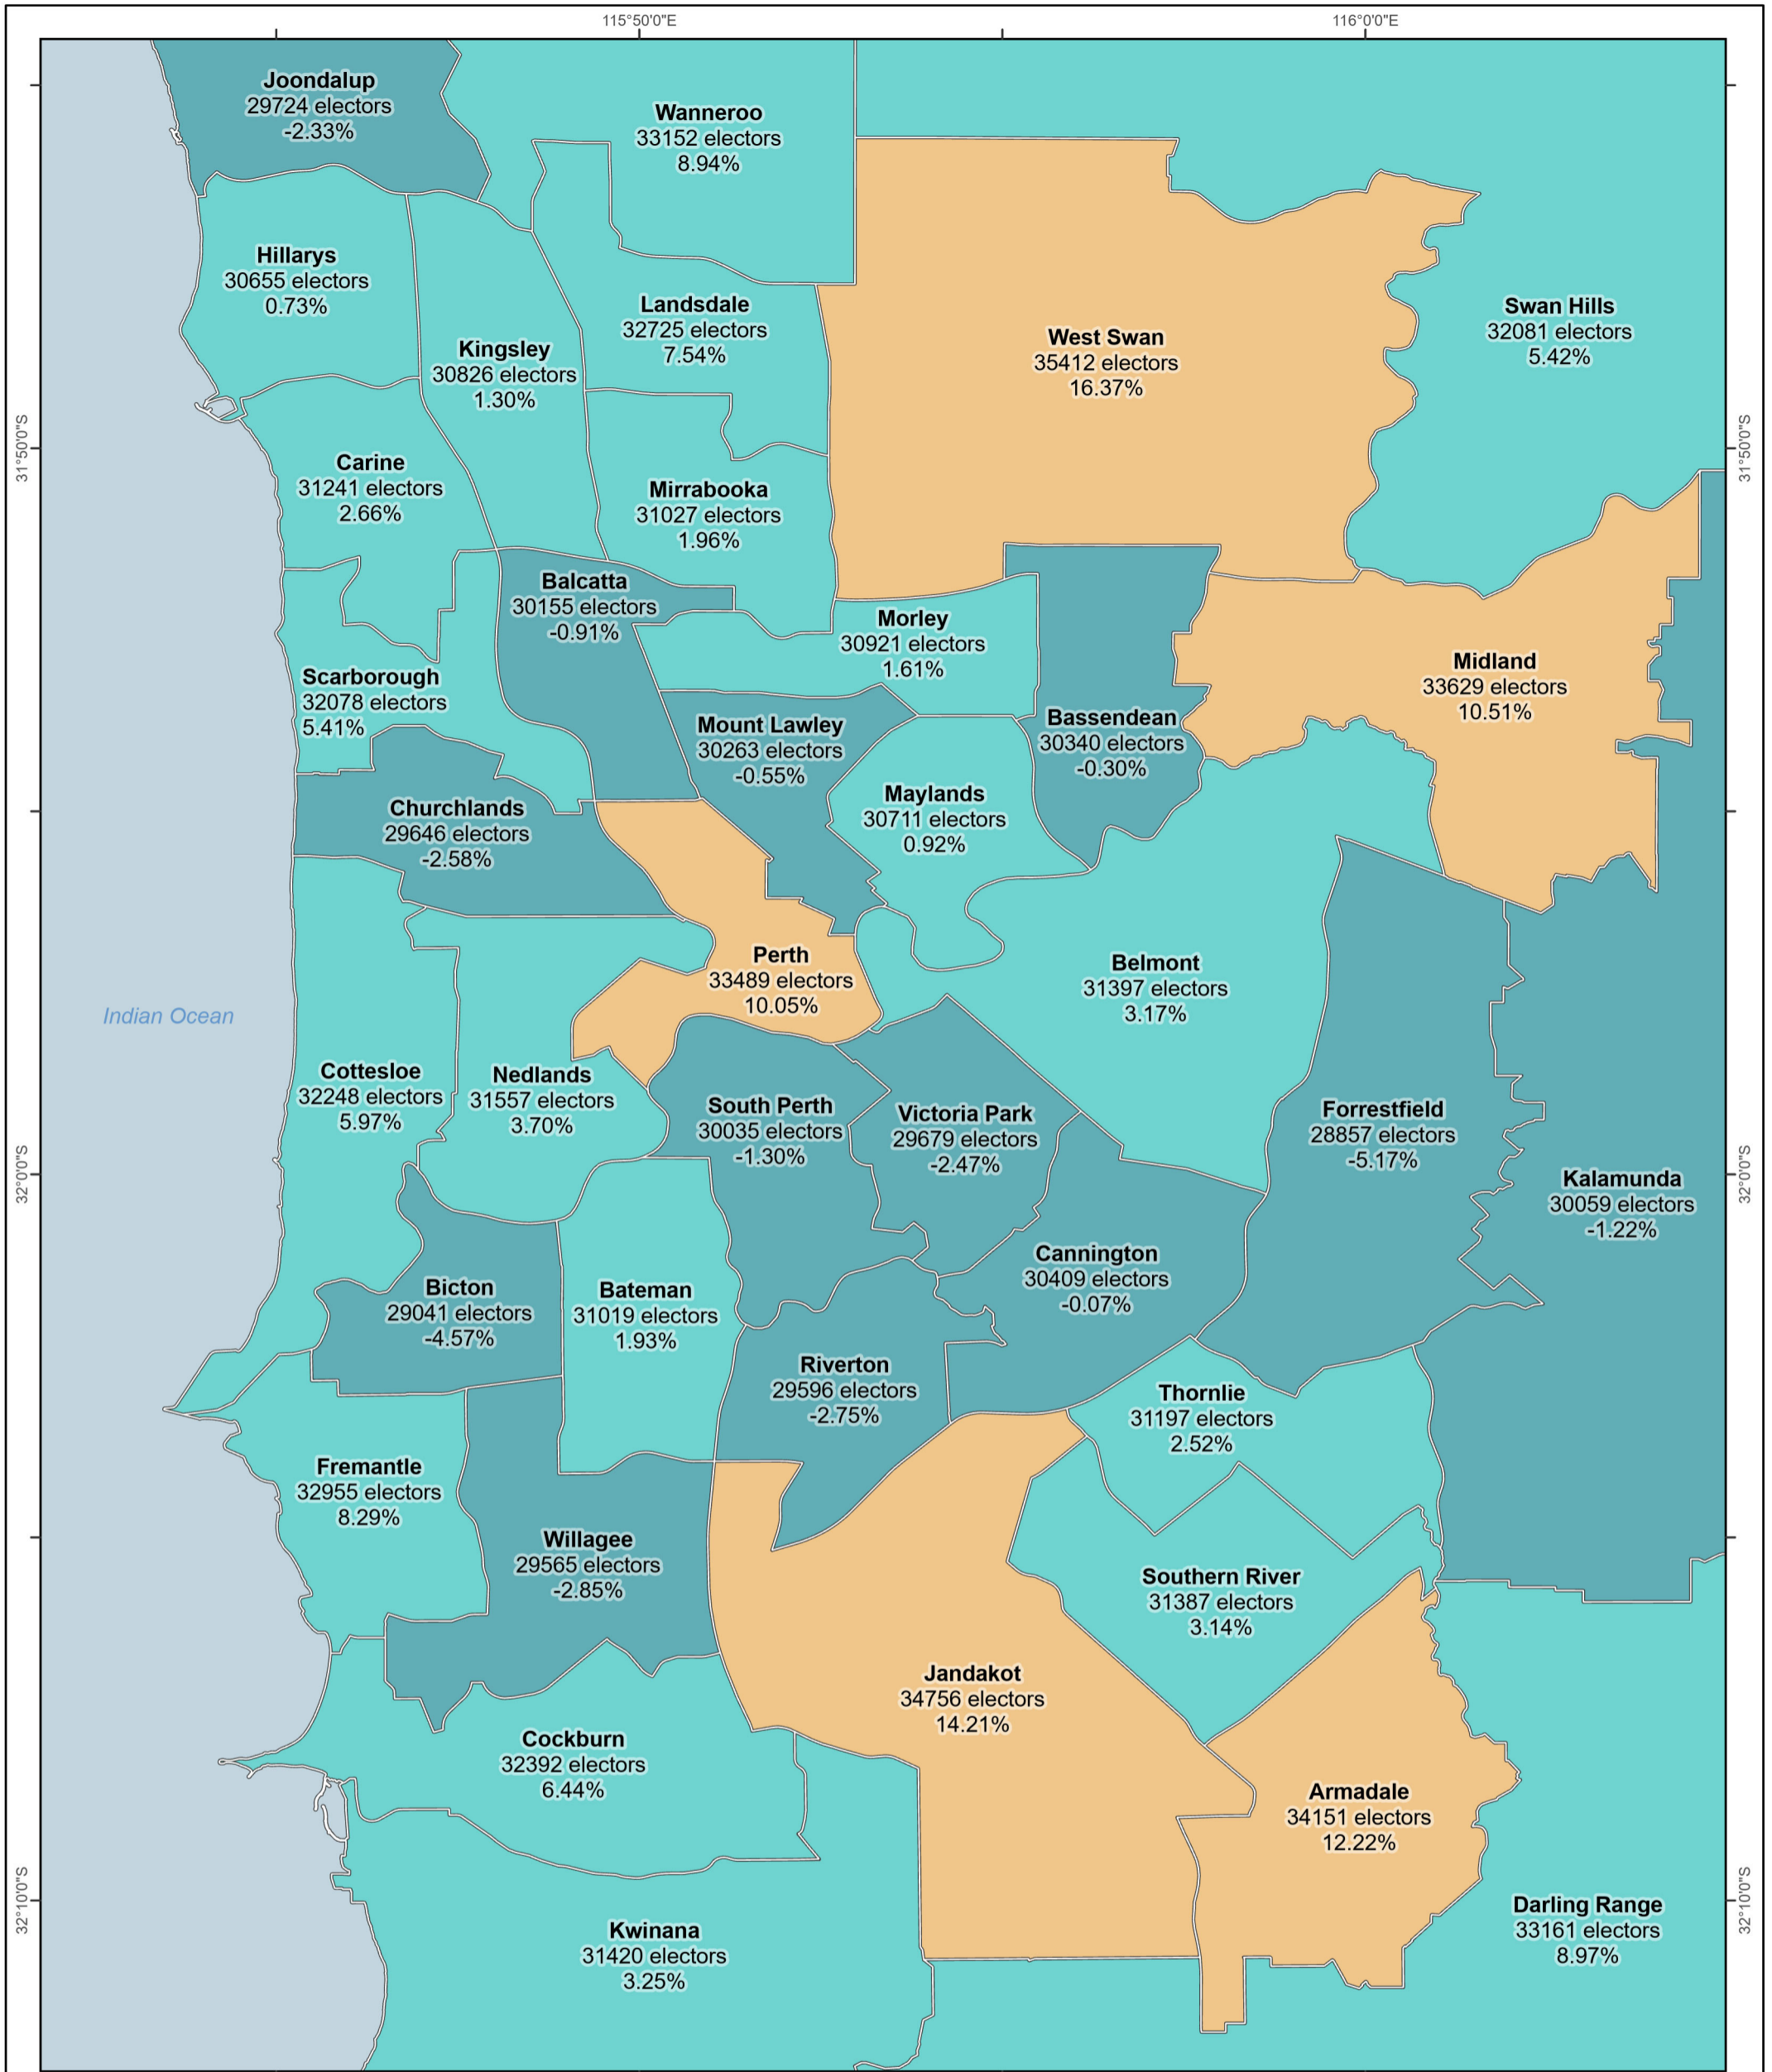 115°50'0"E
116°0'0"E
Joondalup
29724 electors
-2.33%
Wanneroo
33152 electors
8.94%
Hillarys
30655 electors
0.73%
Landsdale
32725 electors
7.54%
Swan Hills
32081 electors
5.42%
West Swan
35412 electors
16.37%
Kingsley
30826 electors
1.30%
31°50'0"S
31°50'0"S
Carine
31241 electors
2.66%
Mirrabooka
31027 electors
1.96%
Balcatta
30155 electors
-0.91%
Morley
30921 electors
1.61%
Midland
33629 electors
10.51%
Scarborough
32078 electors
5.41%
Mount Lawley
30263 electors
-0.55%
Bassendean
30340 electors
-0.30%
Churchlands
29646 electors
-2.58%
Maylands
30711 electors
0.92%
Perth
33489 electors
10.05%
Belmont
31397 electors
3.17%
Indian Ocean
Cottesloe
32248 electors
5.97%
Nedlands
31557 electors
3.70%
South Perth
30035 electors
-1.30%
Victoria Park
29679 electors
-2.47%
Forrestfield
28857 electors
-5.17%
32°0'0"S
32°0'0"S
Kalamunda
30059 electors
-1.22%
Cannington
30409 electors
-0.07%
Bicton
29041 electors
-4.57%
Bateman
31019 electors
1.93%
Riverton
29596 electors
-2.75%
Thornlie
31197 electors
2.52%
Fremantle
32955 electors
8.29%
Willagee
29565 electors
-2.85%
Southern River
31387 electors
3.14%
Jandakot
34756 electors
14.21%
Cockburn
32392 electors
6.44%
Armadale
34151 electors
12.22%
32°10'0"S
32°10'0"S
Darling Range
33161 electors
8.97%
Kwinana
31420 electors
3.25%